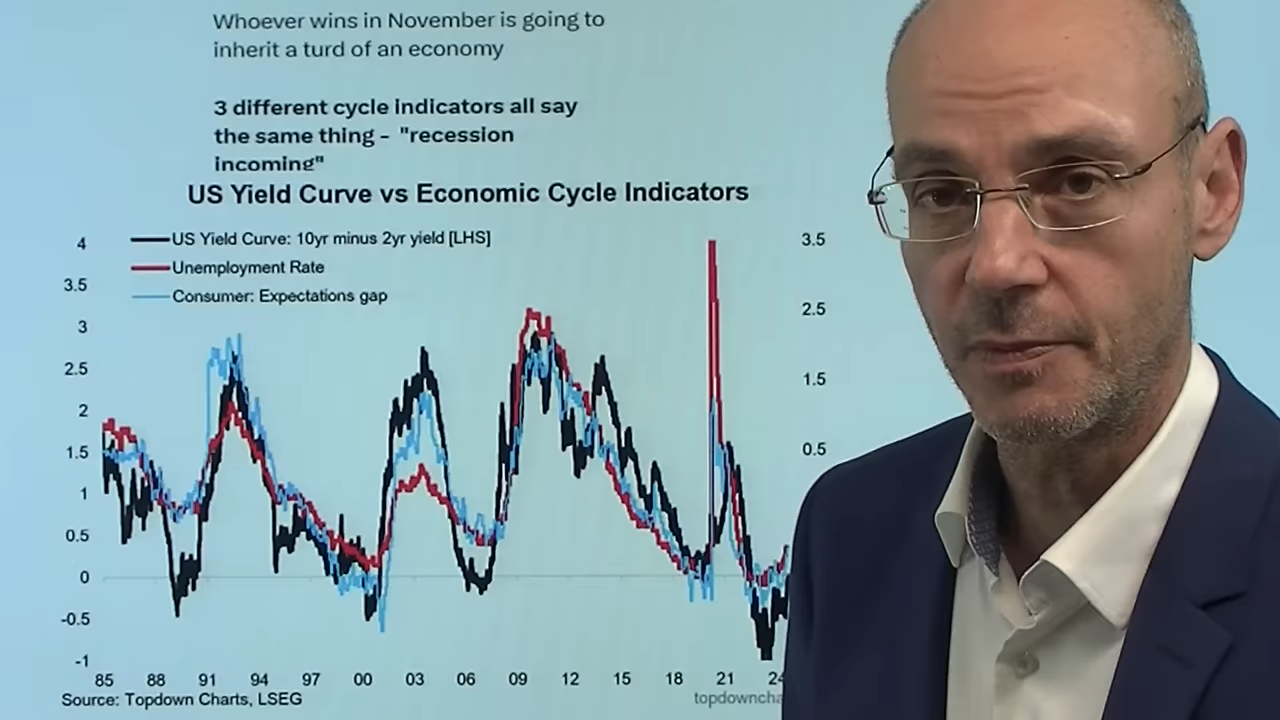 Whoever wins in November is going to
inherit a turd of an economy
3 different cycle indicators all say
the same thing - "recession
incoming"
US Yield Curve vs Economic Cycle Indicators
US Yield Curve: 10yr minus 2yr yield [LHS]
Unemployment Rate
Consumer: Expectations gap
4
3.5
3
2.5
2
1.5
1
0.5
0
-0.5
-1
3.5
2.5
1.5
0.5
85 88 91 94 97 00 03 06 09 12 15 18 21 24
Source: Topdown Charts, LSEG
topdowncha